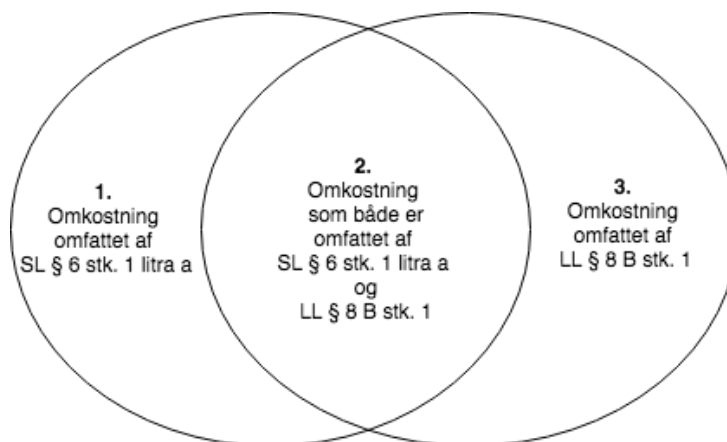 1.
Omkostning
omfattet af
SL § 6 stk. 1 litra a
2.
Omkostning
som både er
omfattet af
SL § 6 stk. 1 litra a
og
LL § 8 B stk. 1
3.
Omkostning
omfattet af
LL § 8 B stk. 1